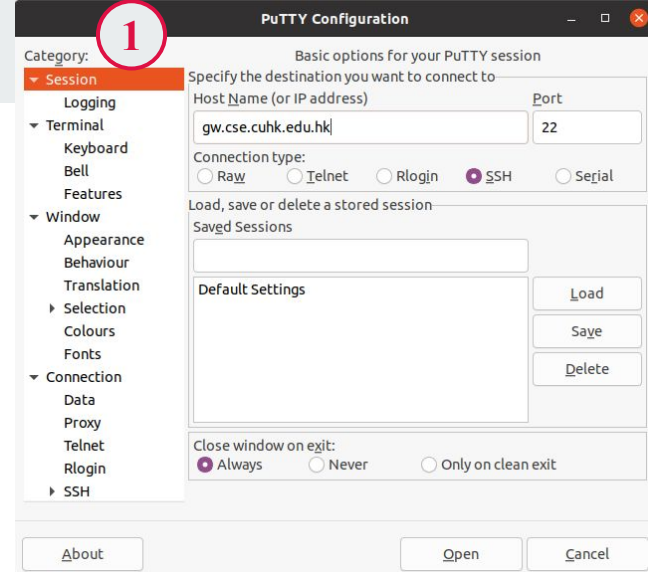 1
PuTTY Configuration
Category:
Session
Logging
Terminal
Keyboard
Bell
Features
Window
Appearance
Behaviour
Translation
Selection
Colours
Fonts
Connection
Data
Proxy
Telnet
Rlogin
SSH
Basic options for your PuTTY session
Specify the destination you want to connect to
Host Name (or IP address) Port
gw.cse.cuhk.edu.hk 22
Connection type:
Raw Telnet Rlogin SSH Serial
Load, save or delete a stored session
Saved Sessions
Default Settings
Load
Save
Delete
Close window on exit:
Always Never Only on clean exit
About Open Cancel